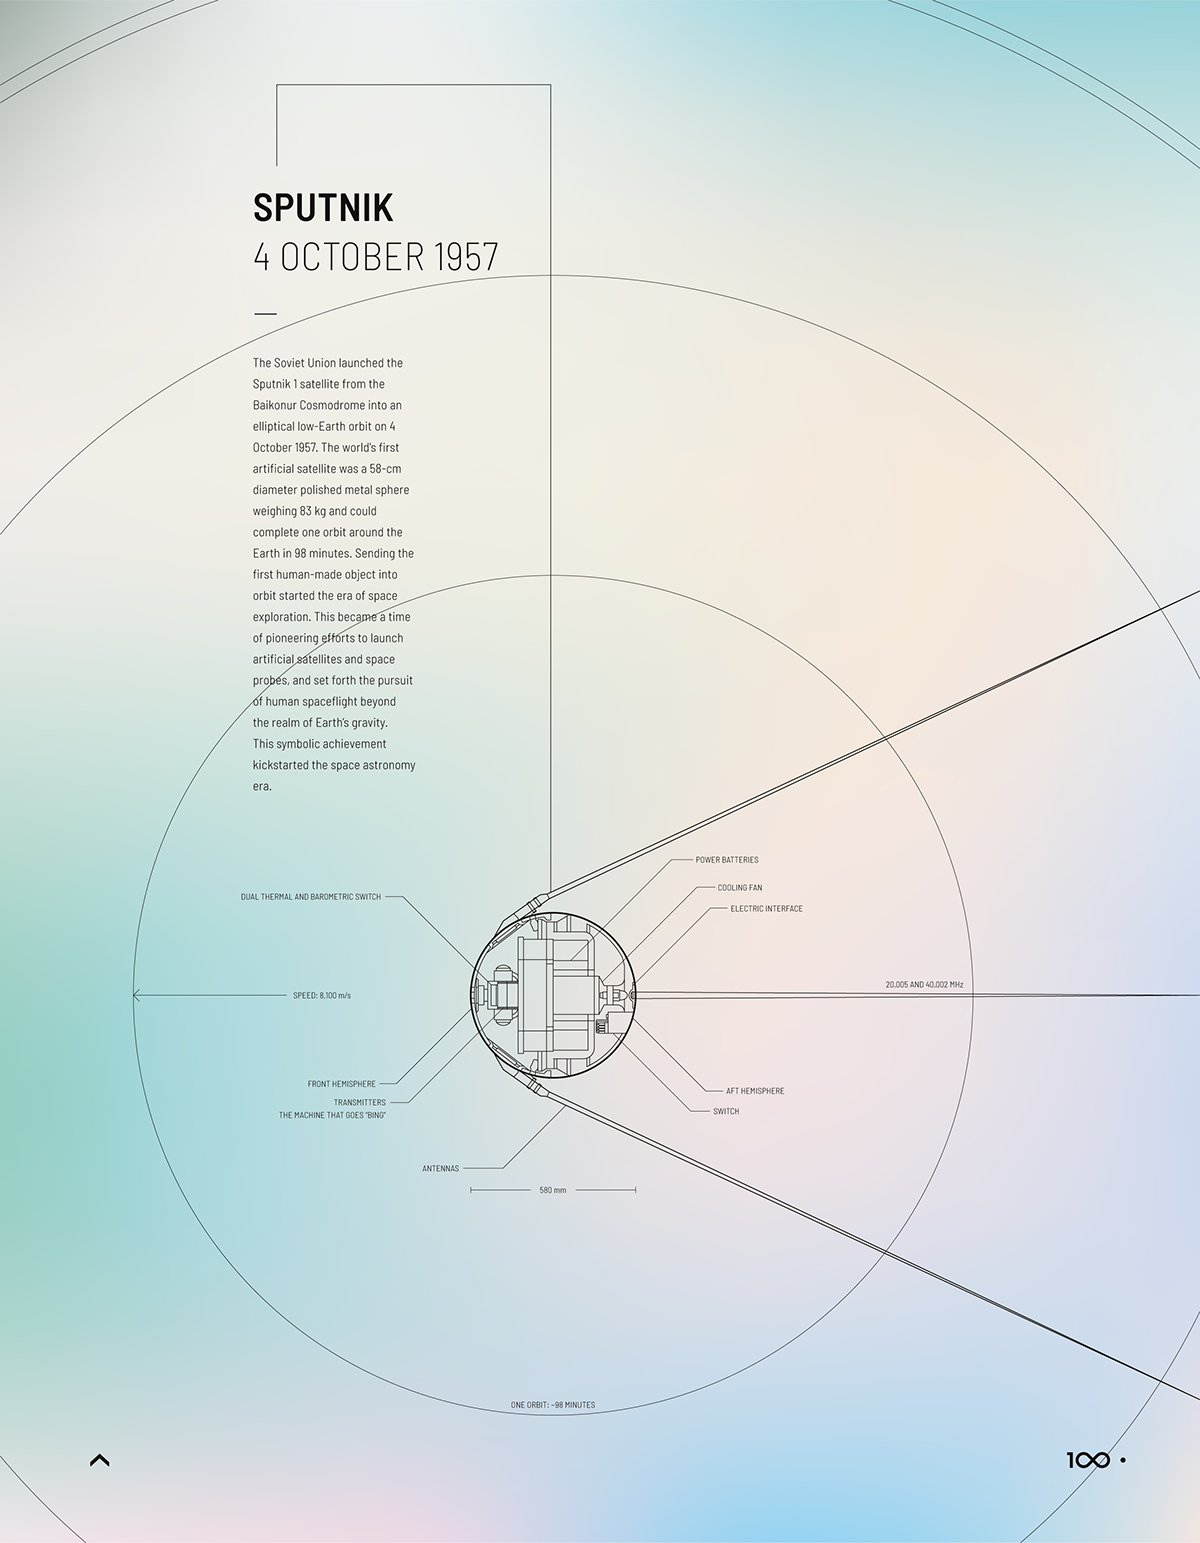 SPUTNIK
4 OCTOBER 1957
The Soviet Union launched the
Sputnik 1 satellite from the
Baikonur Cosmodrome into an
elliptical low-Earth orbit on 4
October 1957. The world's first
artificial satellite was a 58-cm
diameter polished metal sphere
weighing 83 kg and could
complete one orbit around the
Earth in 98 minutes. Sending the
first human-made object into
orbit started the era of space
exploration. This became a time
of pioneering efforts to launch
artificial satellites and space
probes, and set forth the pursuit
of human spaceflight beyond
the realm of Earth's gravity.
This symbolic achievement
kickstarted the space astronomy
era.
POWER BATTERIES
COOLING FAN
DUAL THERMAL AND BAROMETRIC SWITCH
ELECTRIC INTERFACE
20.005 AND 40.002 MHz
SPEED: 8,100 m/s
FRONT HEMISPHERE
AFT HEMISPHERE
TRANSMITTERS
THE MACHINE THAT GOES "BING"
SWITCH
ANTENNAS
580 mm
ONE ORBIT: ~98 MINUTES
100